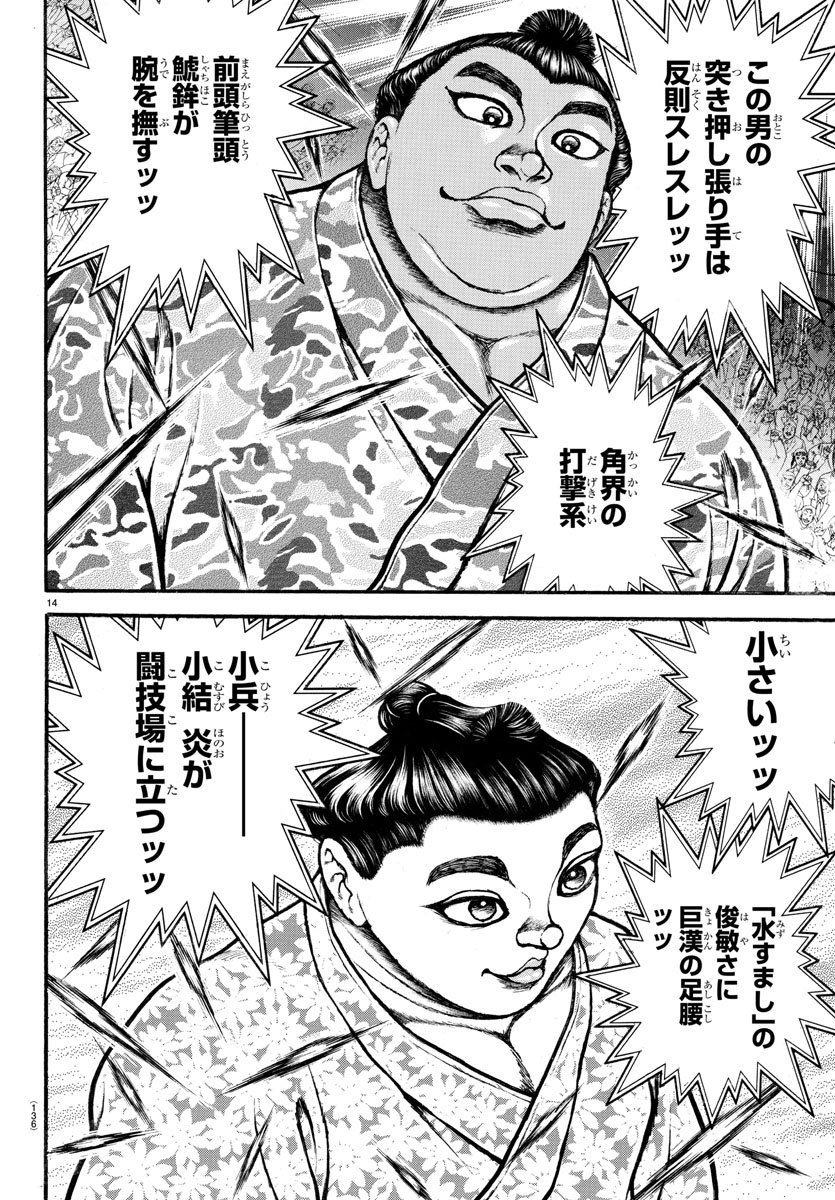 この男の
突き押し張り手は
反則スレスレッッ
角界の
打撃系
前頭筆頭
鯱鉾が
腕を撫すッッ
14
小さいッッ
「水すまし」の
俊敏さに
巨漢の足腰
ッッ
小兵――
小結 炎が
闘技場に立つッッ
(136)